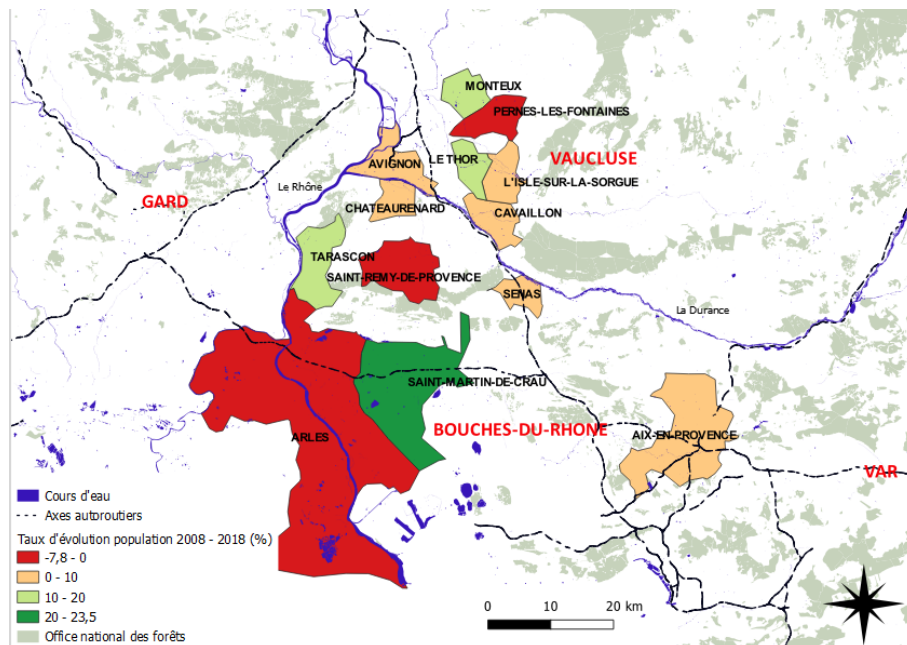 MONTEUX
PERNES-LES-FONTAINES
AVIGNON
LE THOR
VAUCLUSE
Le Rhône
L'ISLE-SUR-LA-SORGUE
GARD
CHATEAURENARD
CAVAILLON
TARASCON
SAINT-REMY-DE-PROVENCE
SENAS
La Durance
SAINT-MARTIN-DE-CRAU
ARLES
BOUCHES-DU-RHONE
AIX-EN-PROVENCE
VAR
Cours d'eau
Axes autoroutiers
Taux d'évolution population 2008 - 2018 (%)
-7,8 - 0
0 - 10
10 - 20
20 - 23,5
Office national des forêts
0 10 20 km